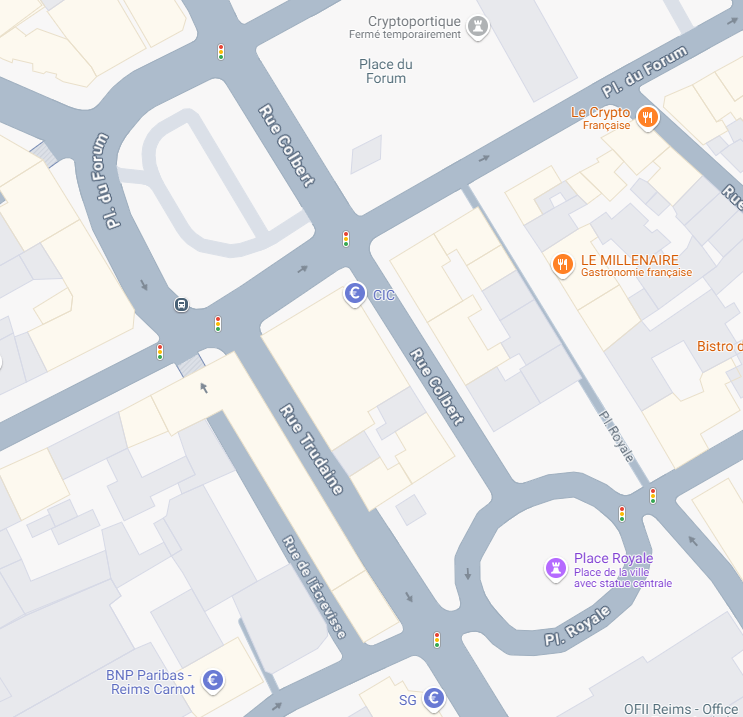 Cryptoportique
Fermé temporairement
Place du
Forum
Pl. du Forum
Le Crypto
Française
Rue Colbert
Pl. du Forum
Rue
LE MILLENAIRE
Gastronomie française
CIC
Bistro d
Rue Colbert
Rue Trudaine
Pl. Royale
Rue de l'Écrevisse
Place Royale
Place de la ville
avec statue centrale
Pl. Royale
BNP Paribas -
Reims Carnot
SG
OFII Reims - Office